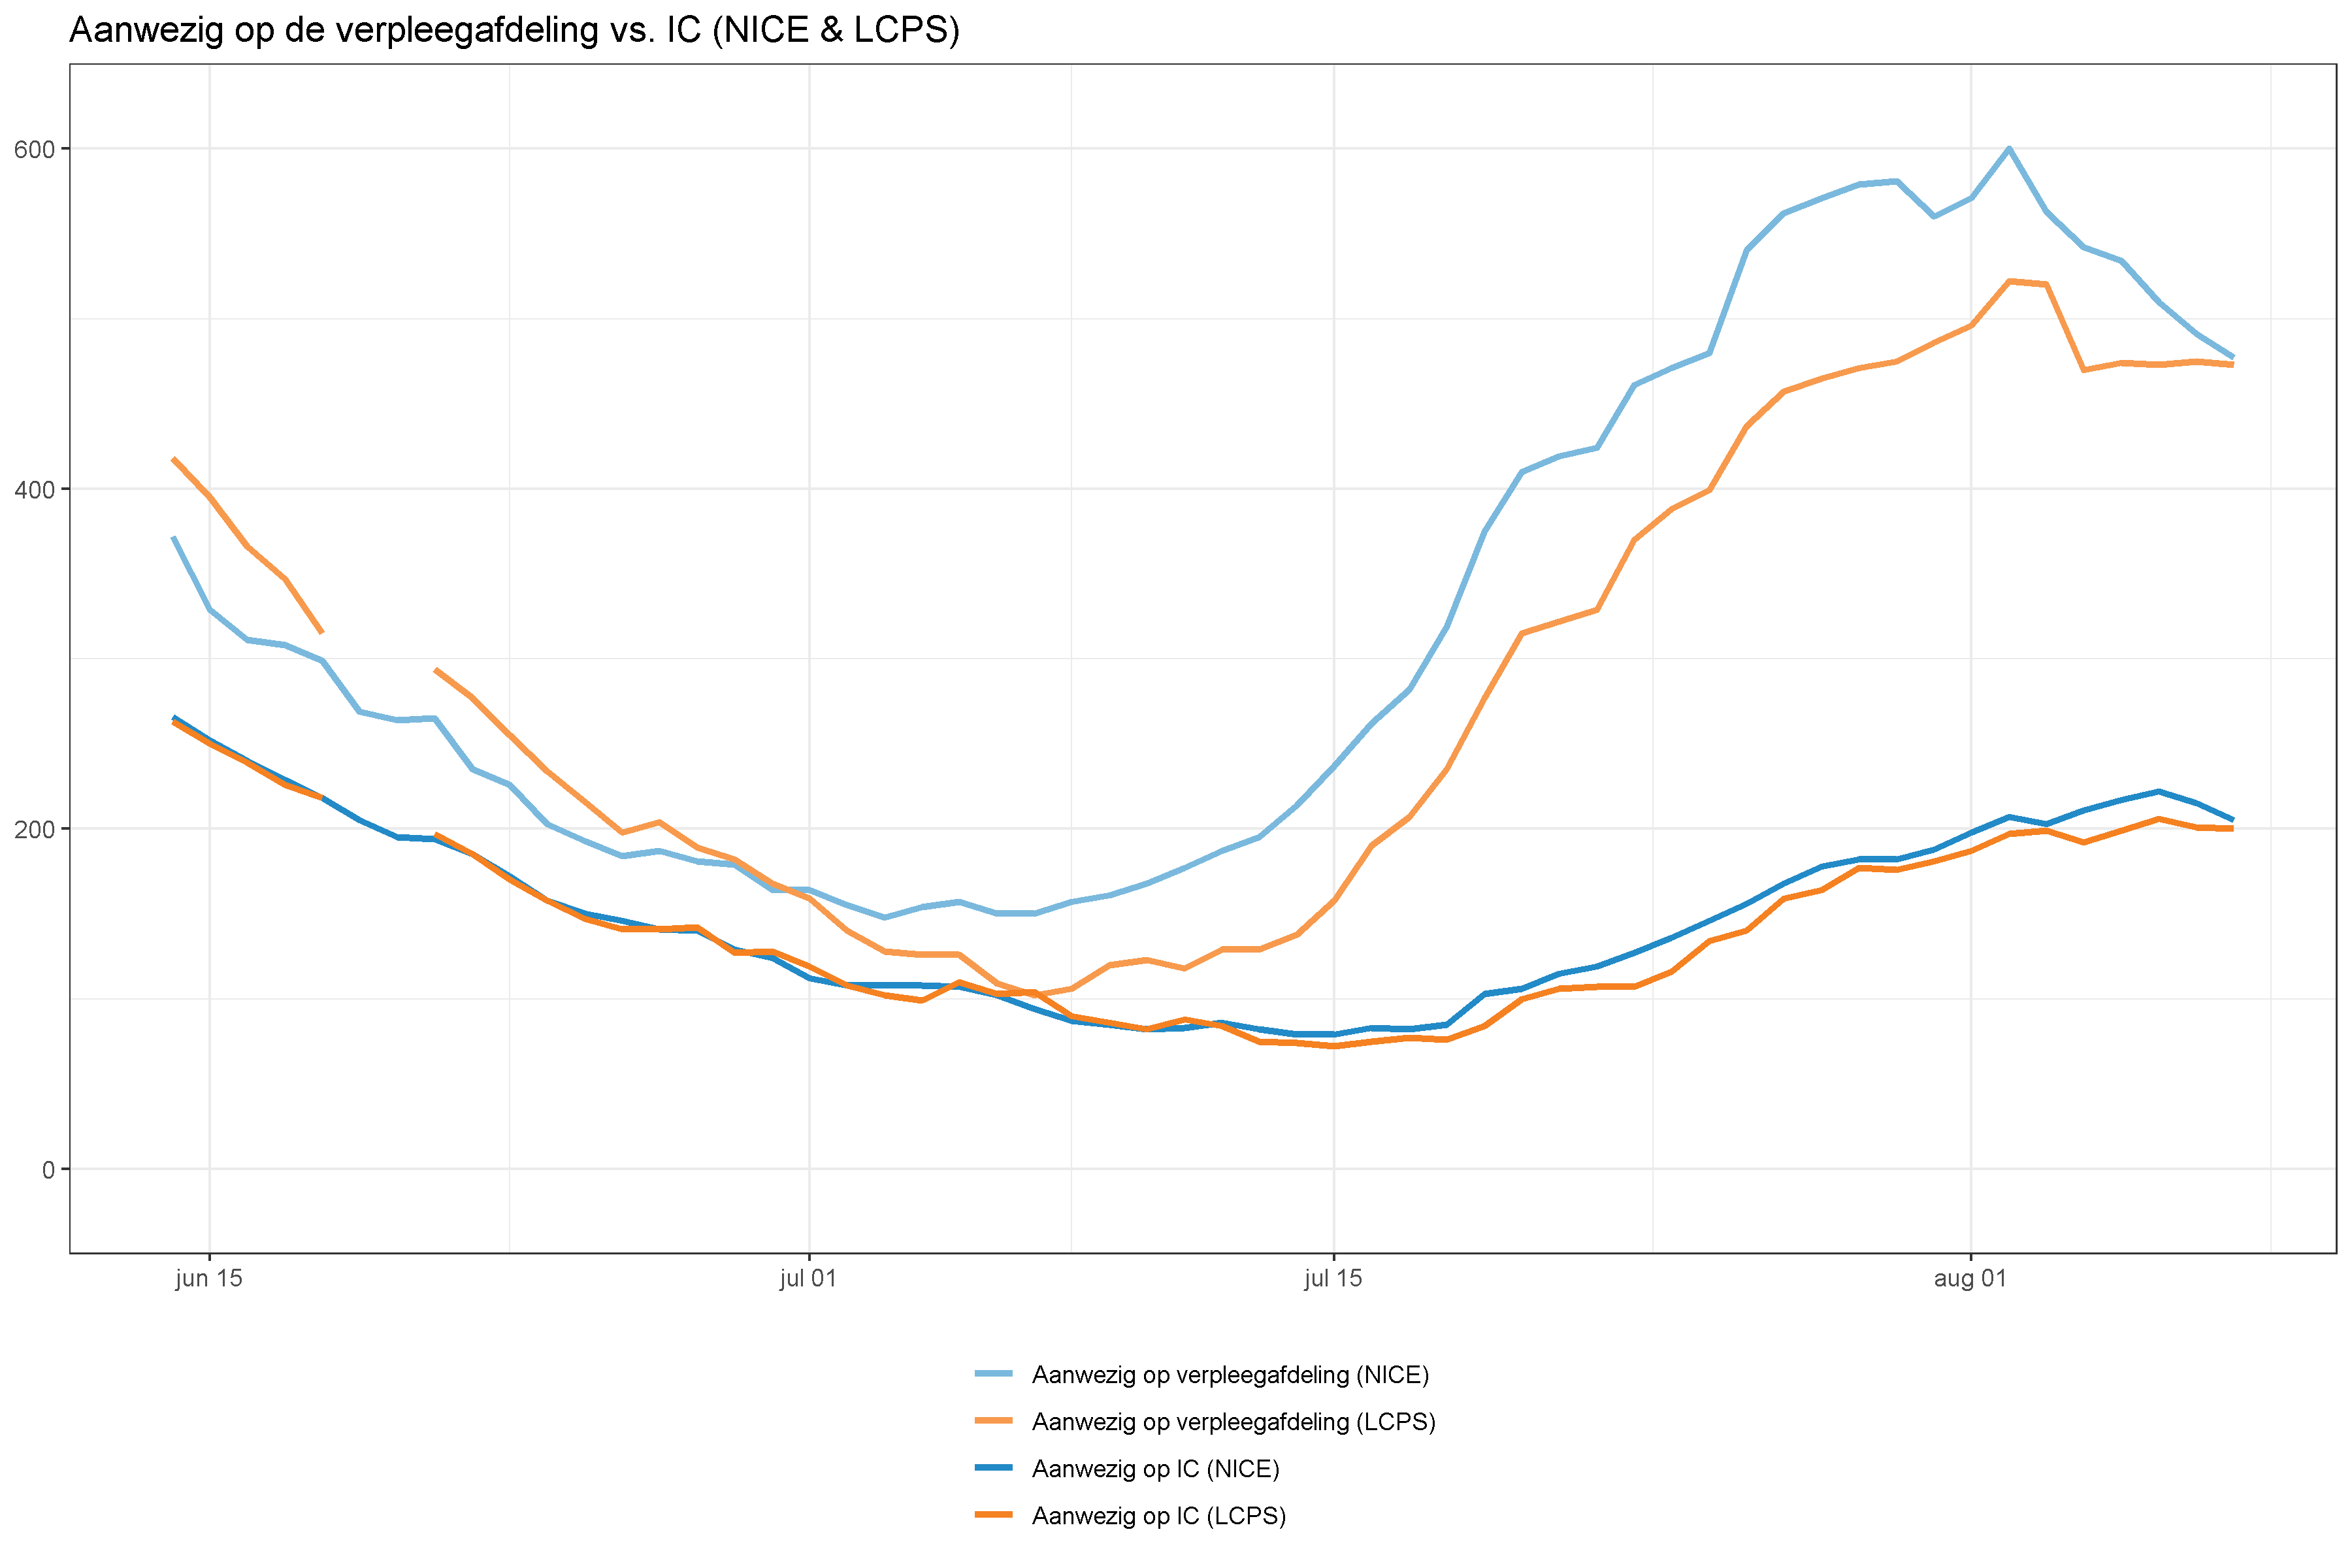 Aanwezig op de verpleegafdeling vs. IC (NICE & LCPS)
600
400
200
0
jun 15 jul 01 jul 15 aug 01
Aanwezig op verpleegafdeling (NICE)
Aanwezig op verpleegafdeling (LCPS)
Aanwezig op IC (NICE)
Aanwezig op IC (LCPS)